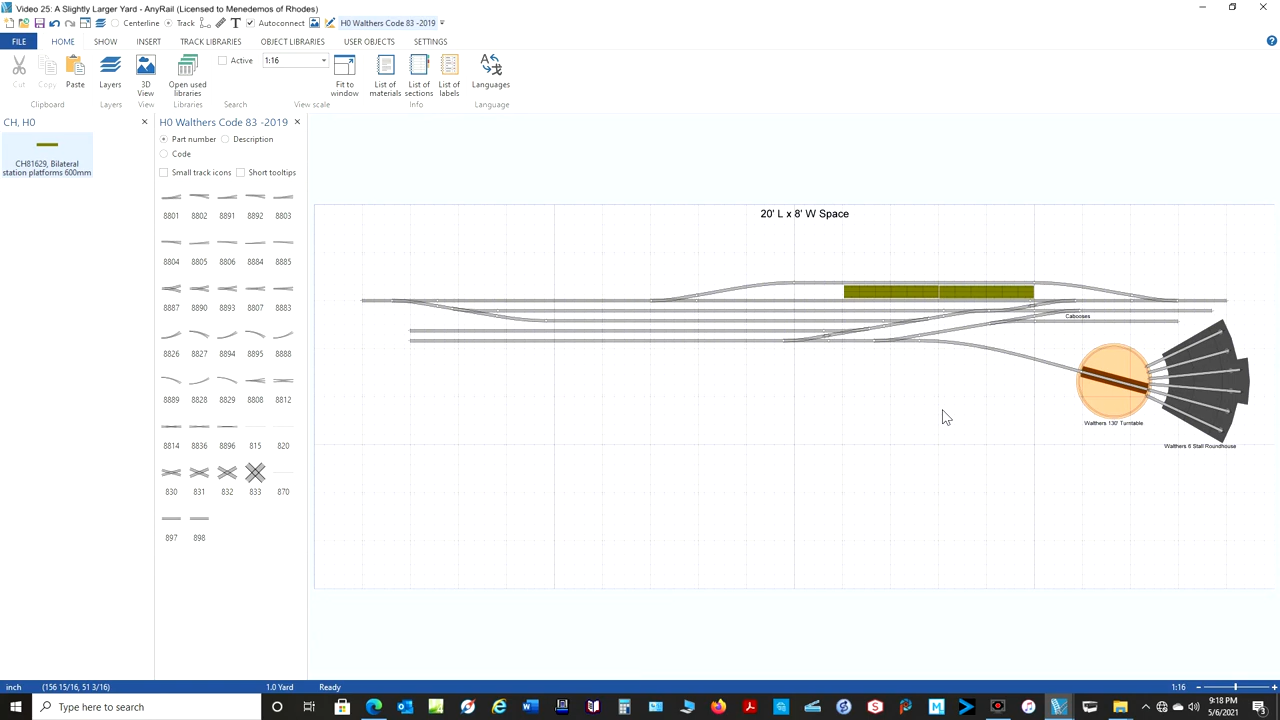 Video 25: A Slightly Larger Yard - AnyRail (Licensed to Menedemos of Rhodes)
Centerline Track Autoconnect H0 Walthers Code 83 -2019
FILE HOME SHOW INSERT TRACK LIBRARIES OBJECT LIBRARIES USER OBJECTS SETTINGS
Active 1:16
Cut Copy Paste Layers 3D View Open used libraries Fit to window List of materials List of sections List of labels Languages
Clipboard Layers View Libraries Search View scale Info Language
CH, H0
CH81629, Bilateral station platforms 600mm
H0 Walthers Code 83 -2019
Part number Description
Code
Small track icons Short tooltips
8801 8802 8891 8892 8803
8804 8805 8806 8884 8885
8887 8890 8893 8807 8883
8826 8827 8894 8895 8888
8889 8828 8829 8808 8812
8814 8836 8896 815 820
830 831 832 833 870
897 898
20' L x 8' W Space
Cabooses
Walthers 130' Turntable
Walthers 6 Stall Roundhouse
inch (156 15/16, 51 3/16) 1.0 Yard Ready 1:16
Type here to search
9:18 PM
5/6/2021